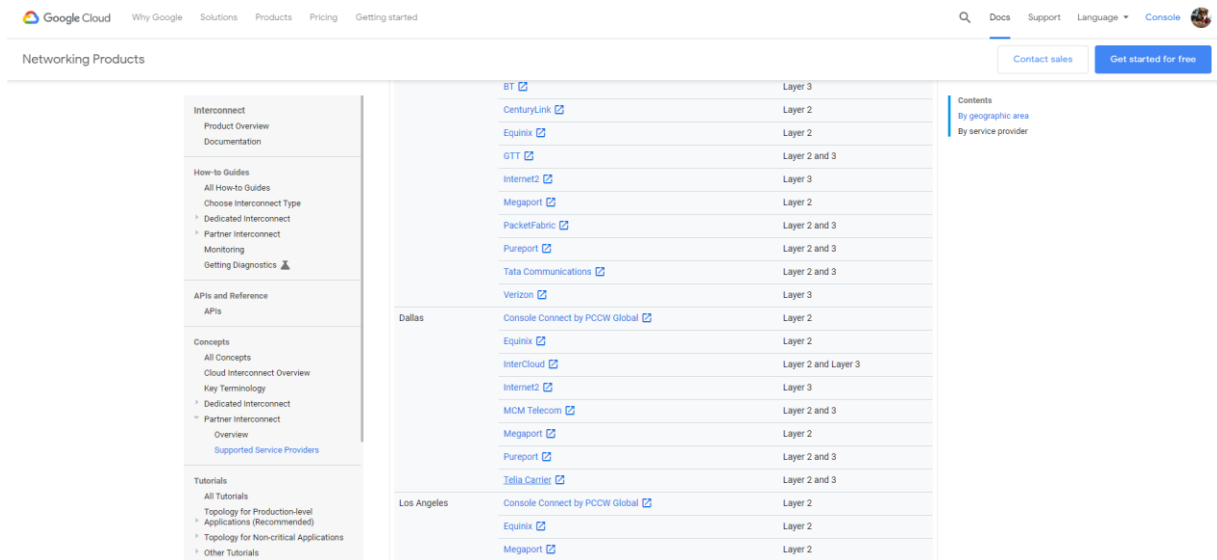 Google Cloud Why Google Solutions Products Pricing Getting started Docs Support Language Console
Networking Products Contact sales Get started for free
Interconnect
Product Overview
Documentation
How-to Guides
All How-to Guides
Choose Interconnect Type
Dedicated Interconnect
Partner Interconnect
Monitoring
Getting Diagnostics
APIs and Reference
APIs
Concepts
All Concepts
Cloud Interconnect Overview
Key Terminology
Dedicated Interconnect
Partner Interconnect
Overview
Supported Service Providers
Tutorials
All Tutorials
Topology for Production-level
Applications (Recommended)
Topology for Non-critical Applications
Other Tutorials
BT Layer 3
CenturyLink Layer 2
Equinix Layer 2
GTT Layer 2 and 3
Internet2 Layer 3
Megaport Layer 2
PacketFabric Layer 2 and 3
Pureport Layer 2 and 3
Tata Communications Layer 2 and 3
Verizon Layer 3
Dallas Console Connect by PCCW Global Layer 2
Equinix Layer 2
InterCloud Layer 2 and Layer 3
Internet2 Layer 3
MCM Telecom Layer 2 and 3
Megaport Layer 2
Pureport Layer 2 and 3
Telia Carrier Layer 2 and 3
Los Angeles Console Connect by PCCW Global Layer 2
Equinix Layer 2
Megaport Layer 2
Contents
By geographic area
By service provider